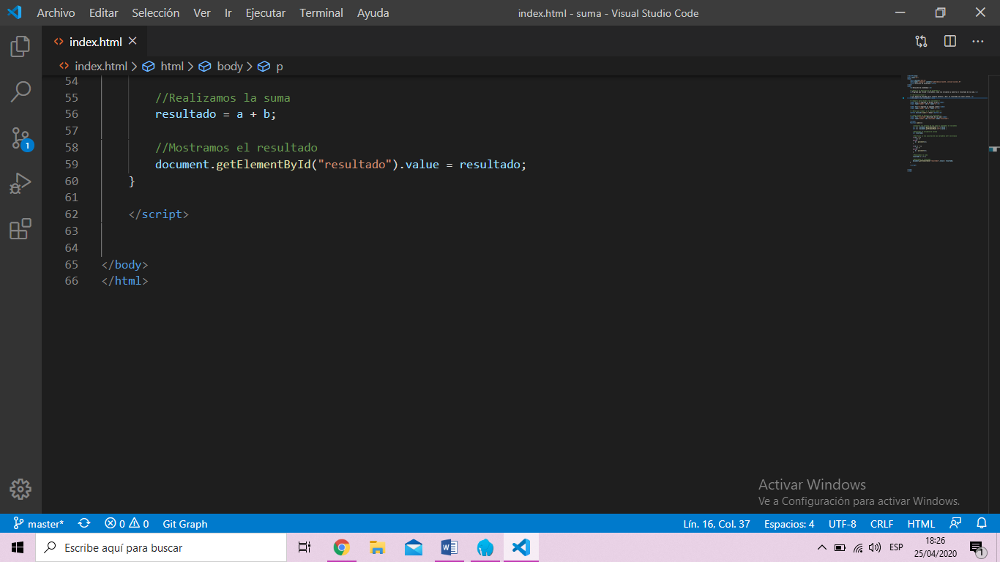 Archivo Editar Selección Ver Ir Ejecutar Terminal Ayuda index.html - suma - Visual Studio Code
index.html
index.html html body p
54
55 //Realizamos la suma
56 resultado = a + b;
57
58 //Mostramos el resultado
59 document.getElementById("resultado").value = resultado;
60 }
61
62 </script>
63
64
65 </body>
66 </html>
1
Activar Windows
Ve a Configuración para activar Windows.
master* 0 0 Git Graph Lín. 16, Col. 37 Espacios: 4 UTF-8 CRLF HTML
Escribe aquí para buscar
ESP
18:26
25/04/2020
1